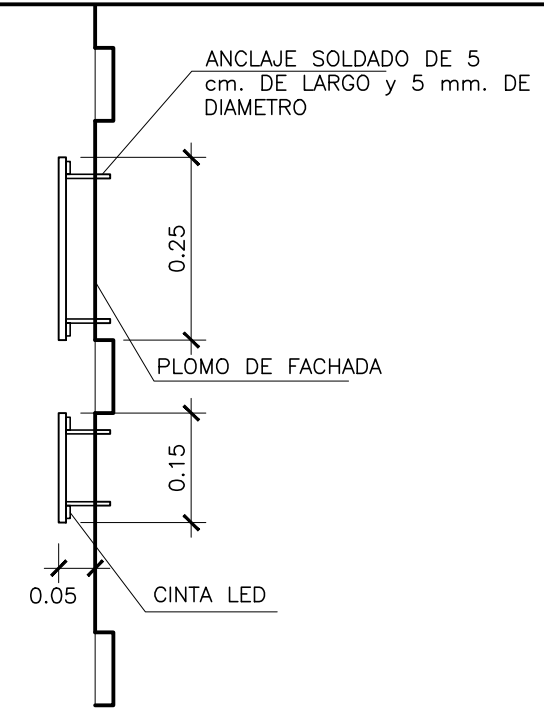 ANCLAJE SOLDADO DE 5
cm. DE LARGO y 5 mm. DE
DIAMETRO
0.25
PLOMO DE FACHADA
0.15
0.05
CINTA LED